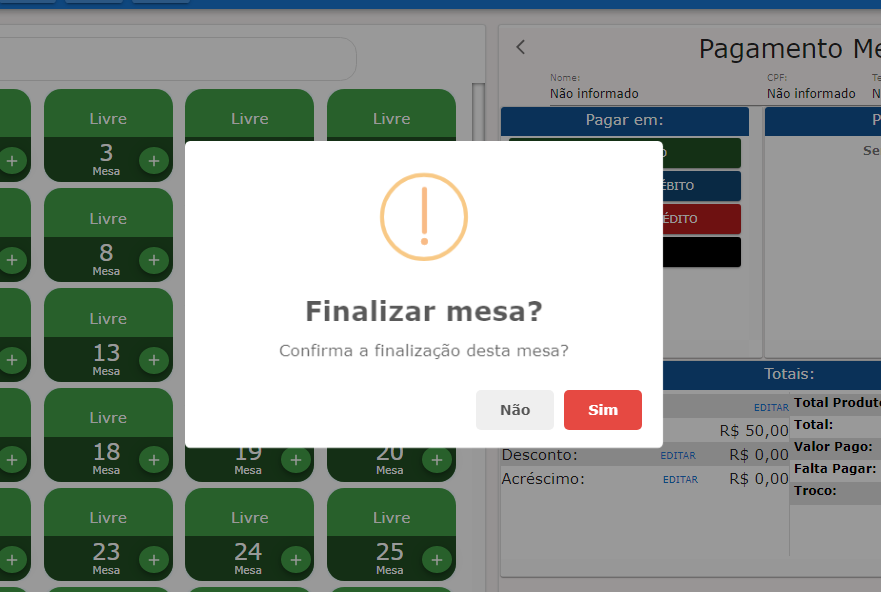 Pagamento Me
Nome:
CPF:
Te
Não informado
Não informado
N
Livre
Livre
Livre
3
Mesa
Pagar em:
P
O
Se
ÉBITO
ÉDITO
Livre
8
Mesa
Livre
13
Mesa
Finalizar mesa?
Confirma a finalização desta mesa?
Não
Sim
Totais:
EDITAR
Total Produto
R$ 50,00
Total:
Desconto:
EDITAR
R$ 0,00
Valor Pago:
Acréscimo:
EDITAR
R$ 0,00
Falta Pagar:
Troco:
Livre
18
Mesa
19
Mesa
20
Mesa
Livre
Livre
Livre
23
Mesa
24
Mesa
25
Mesa